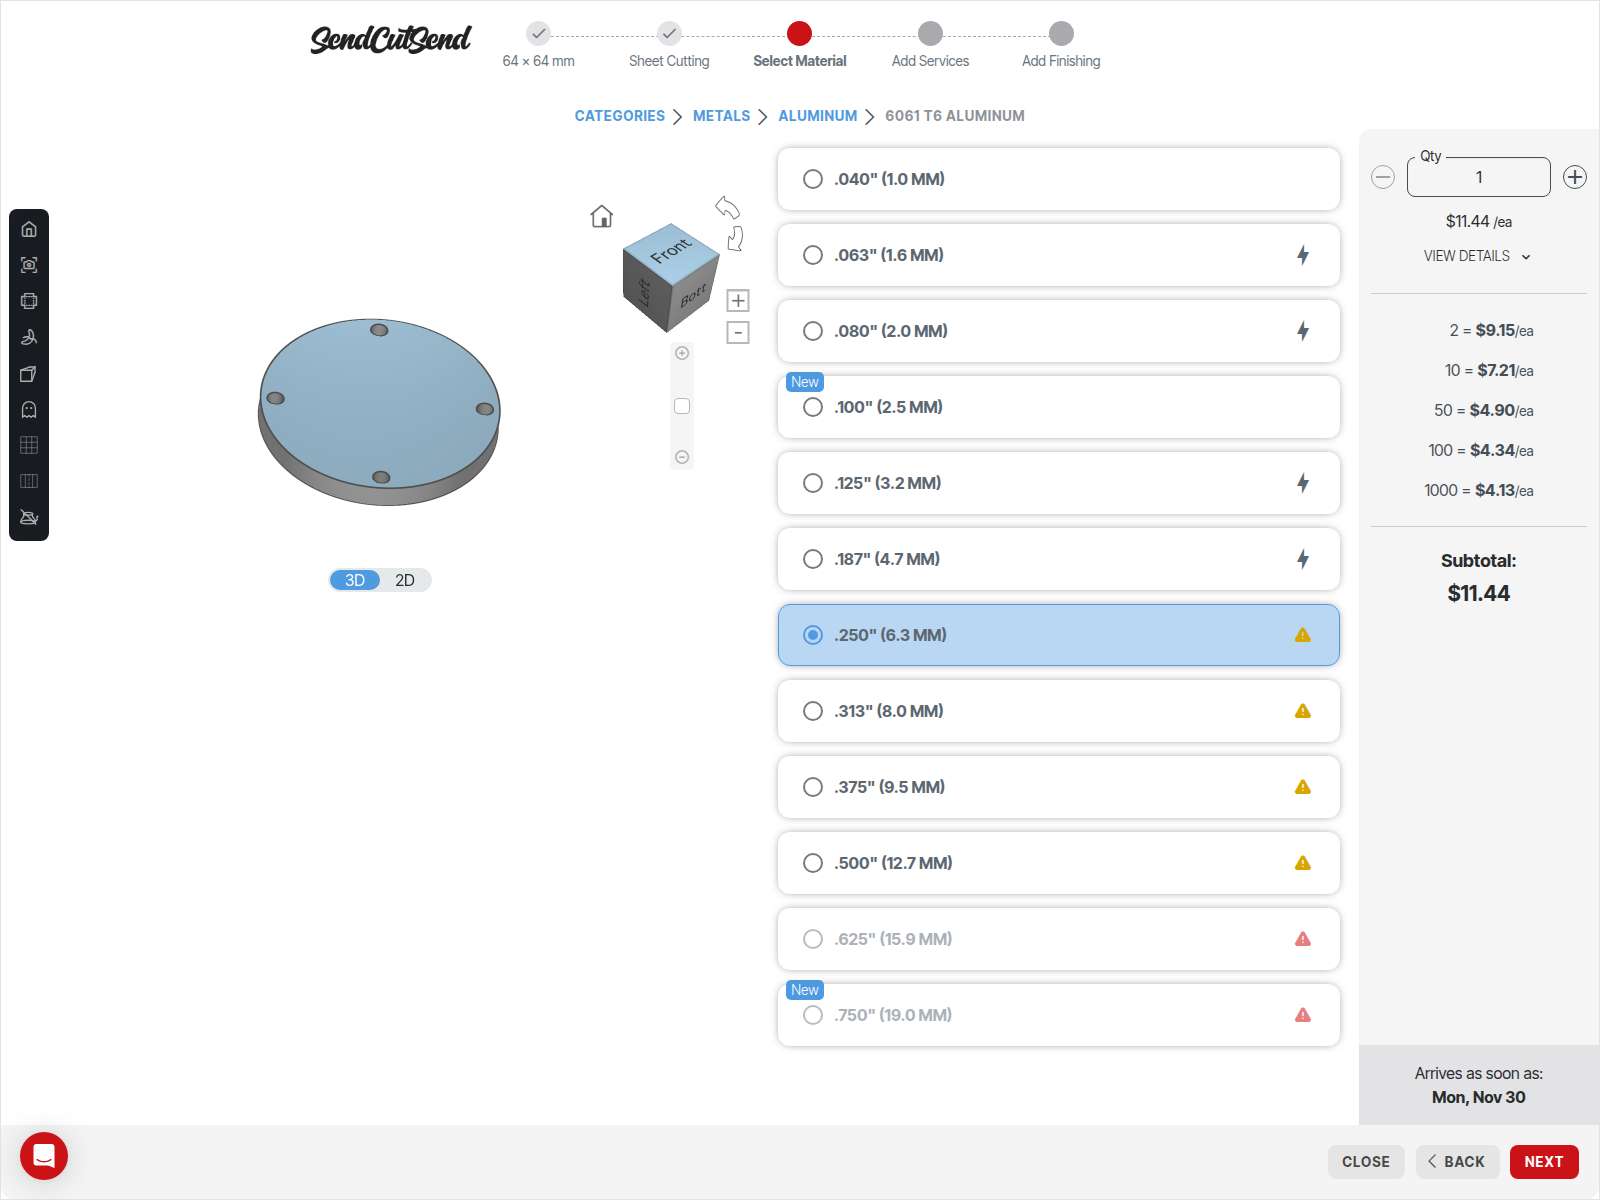 SendCutSend
64 × 64 mm
Sheet Cutting
Select Material
Add Services
Add Finishing
CATEGORIES
METALS
ALUMINUM
6061 T6 ALUMINUM
Front
Left
Bott
3D
2D
.040" (1.0 MM)
.063" (1.6 MM)
.080" (2.0 MM)
New
.100" (2.5 MM)
.125" (3.2 MM)
.187" (4.7 MM)
.250" (6.3 MM)
.313" (8.0 MM)
.375" (9.5 MM)
.500" (12.7 MM)
.625" (15.9 MM)
New
.750" (19.0 MM)
Qty
1
$11.44 /ea
VIEW DETAILS
2 = $9.15/ea
10 = $7.21/ea
50 = $4.90/ea
100 = $4.34/ea
1000 = $4.13/ea
Subtotal:
$11.44
Arrives as soon as:
Mon, Nov 30
CLOSE
BACK
NEXT